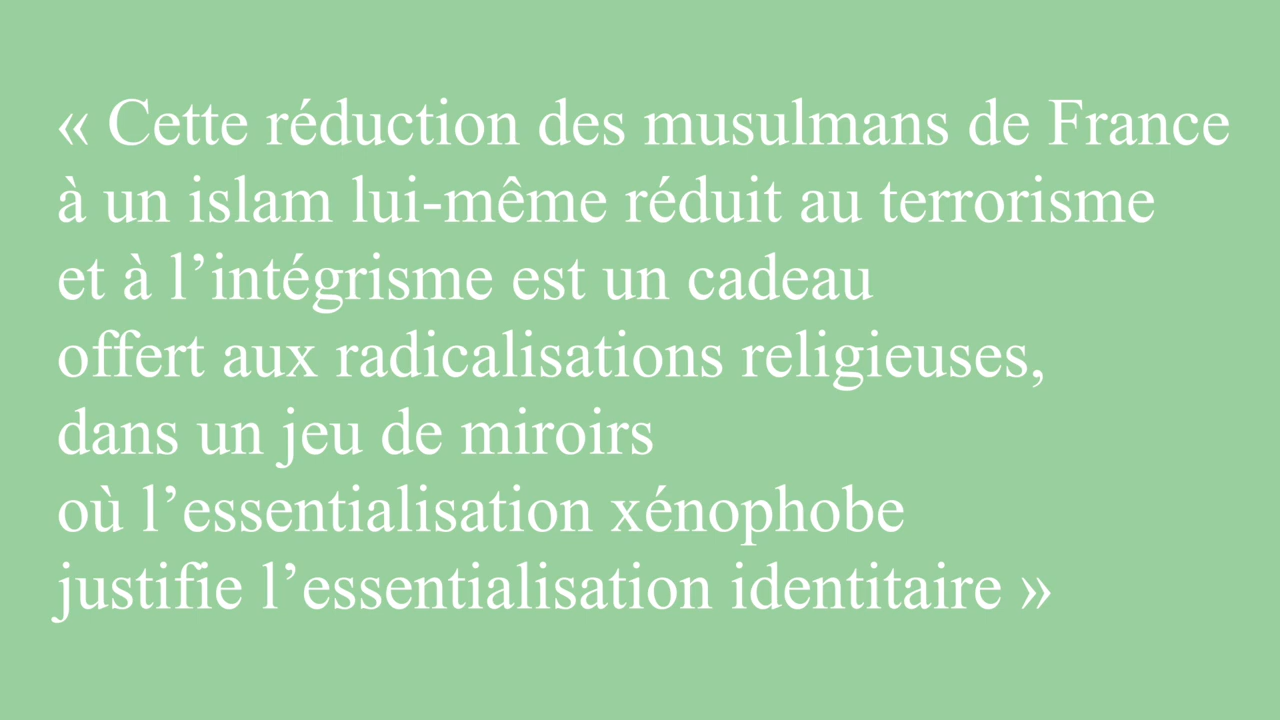 « Cette réduction des musulmans de France
à un islam lui-même réduit au terrorisme
et à l’intégrisme est un cadeau
offert aux radicalisations religieuses,
dans un jeu de miroirs
où l’essentialisation xénophobe
justifie l’essentialisation identitaire »